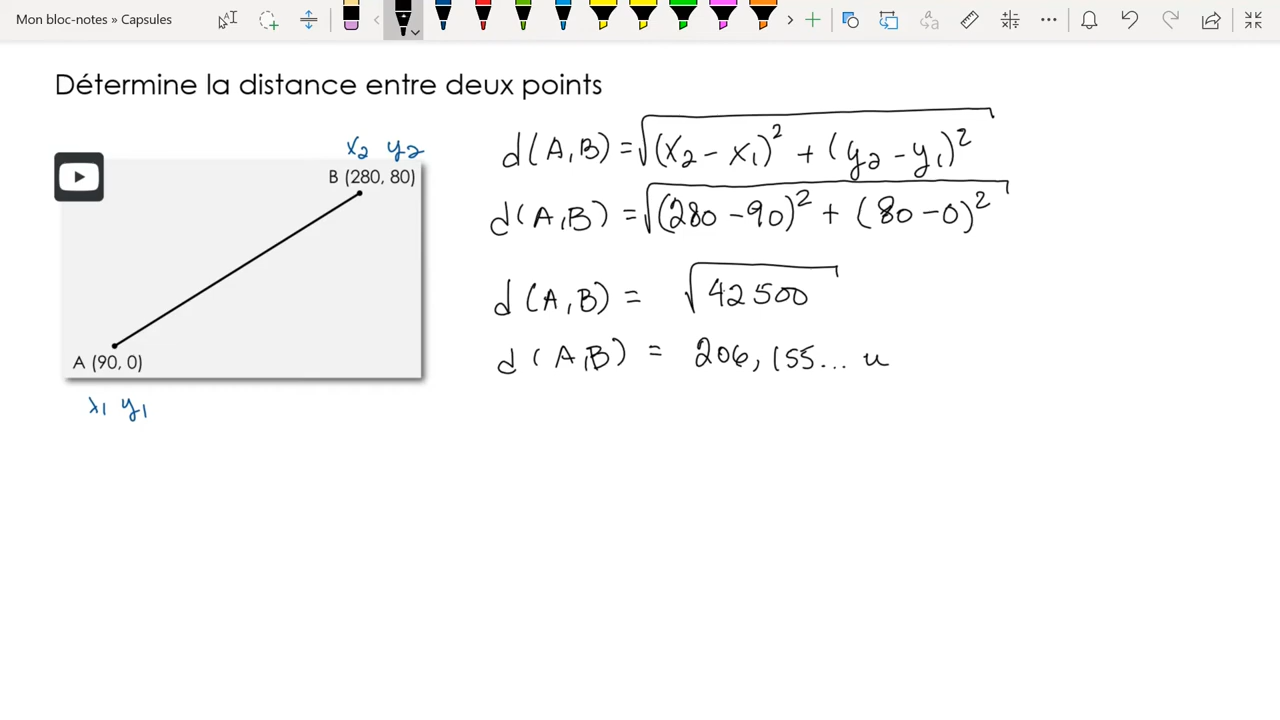 Mon bloc-notes » Capsules
Détermine la distance entre deux points
x₂ y₂
B (280, 80)
A (90, 0)
x₁ y₁
d(A,B) = √(x₂ - x₁)² + (y₂ - y₁)²
d(A,B) = √(280 - 90)² + (80 - 0)²
d(A,B) = √42 500
d(A,B) = 206,155... u